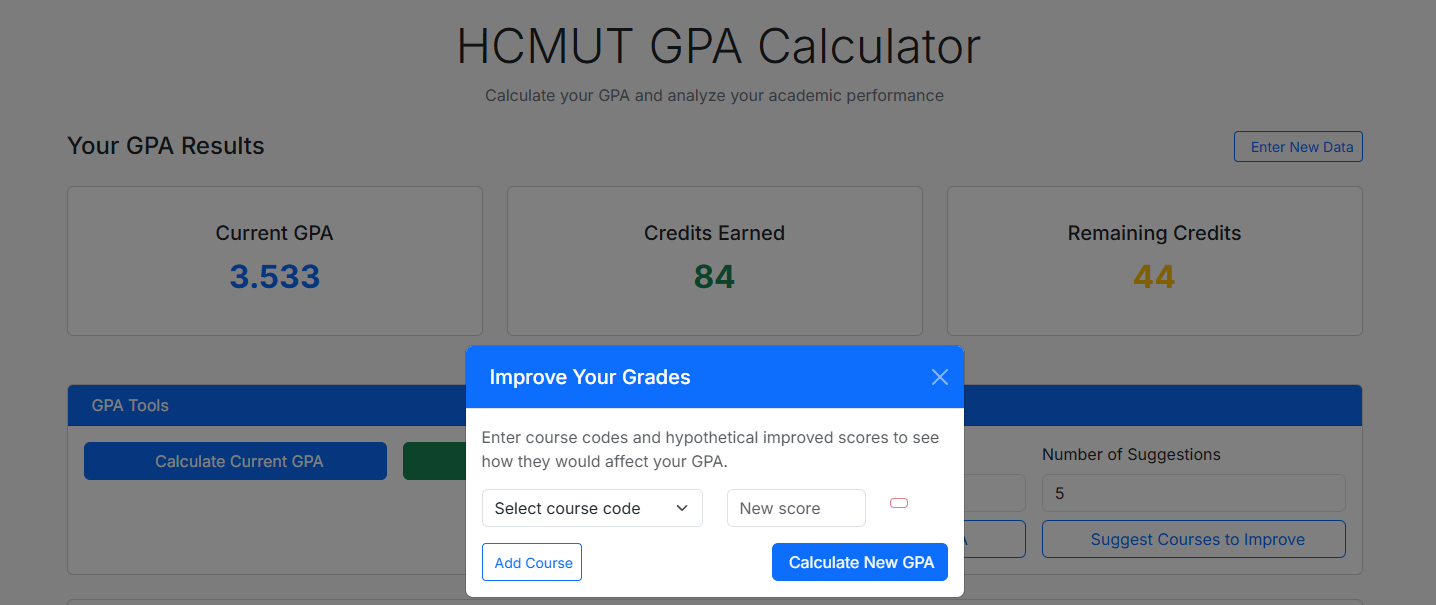 HCMUT GPA Calculator
Calculate your GPA and analyze your academic performance
Your GPA Results
Enter New Data
Current GPA
3.533
Credits Earned
84
Remaining Credits
44
GPA Tools
Calculate Current GPA
Improve Your Grades
Enter course codes and hypothetical improved scores to see
how they would affect your GPA.
Select course code
New score
Add Course
Calculate New GPA
Number of Suggestions
5
Suggest Courses to Improve